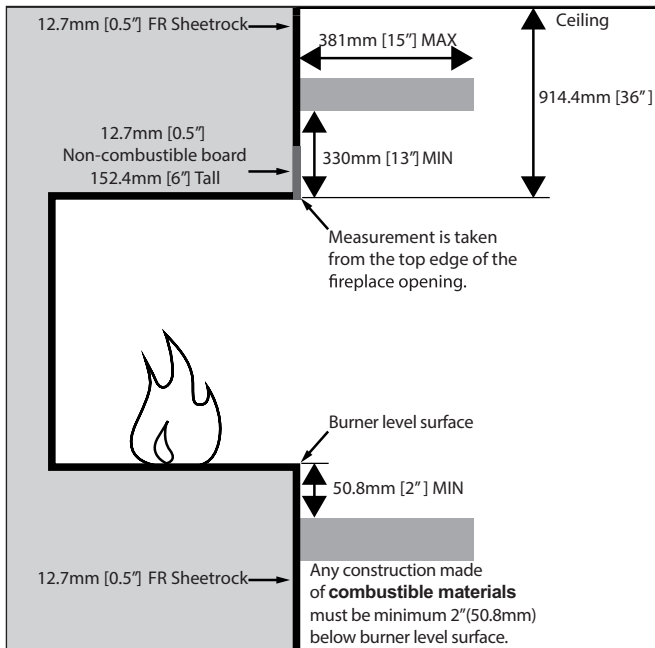 12.7mm [0.5”] FR Sheetrock
Ceiling
381mm [15”] MAX
914.4mm [36” ]
12.7mm [0.5”]
Non-combustible board
152.4mm [6”] Tall
330mm [13”] MIN
Measurement is taken
from the top edge of the
fireplace opening.
Burner level surface
50.8mm [2” ] MIN
12.7mm [0.5”] FR Sheetrock
Any construction made
of combustible materials
must be minimum 2”(50.8mm)
below burner level surface.